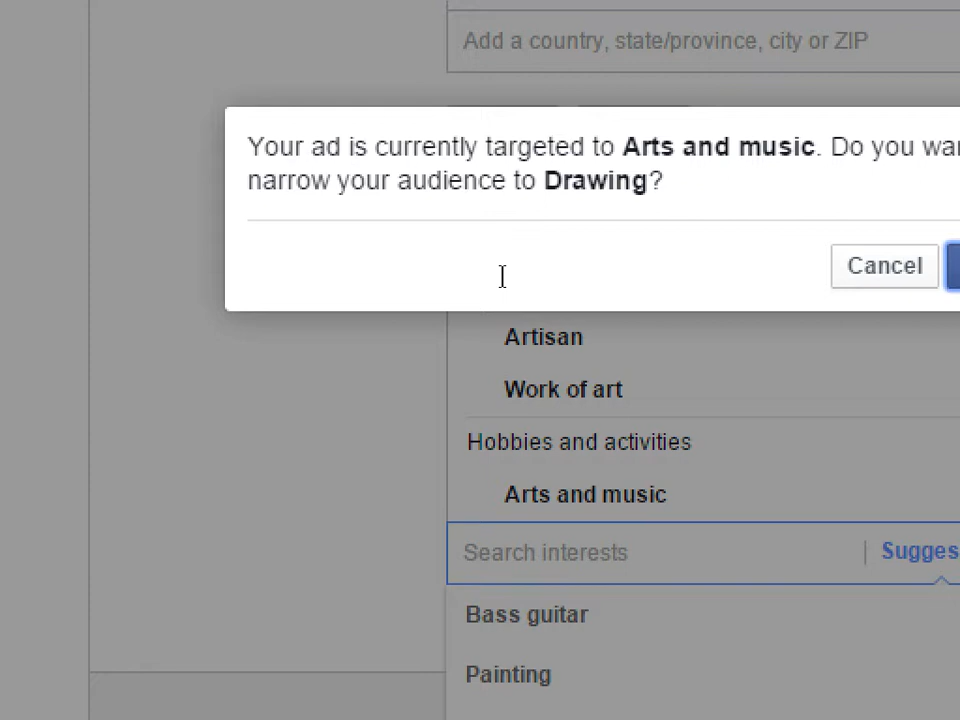 Add a country, state/province, city or ZIP
Your ad is currently targeted to Arts and music. Do you
narrow your audience to Drawing?
Cancel
Artisan
Work of art
Hobbies and activities
Arts and music
Search interests
Bass guitar
Painting